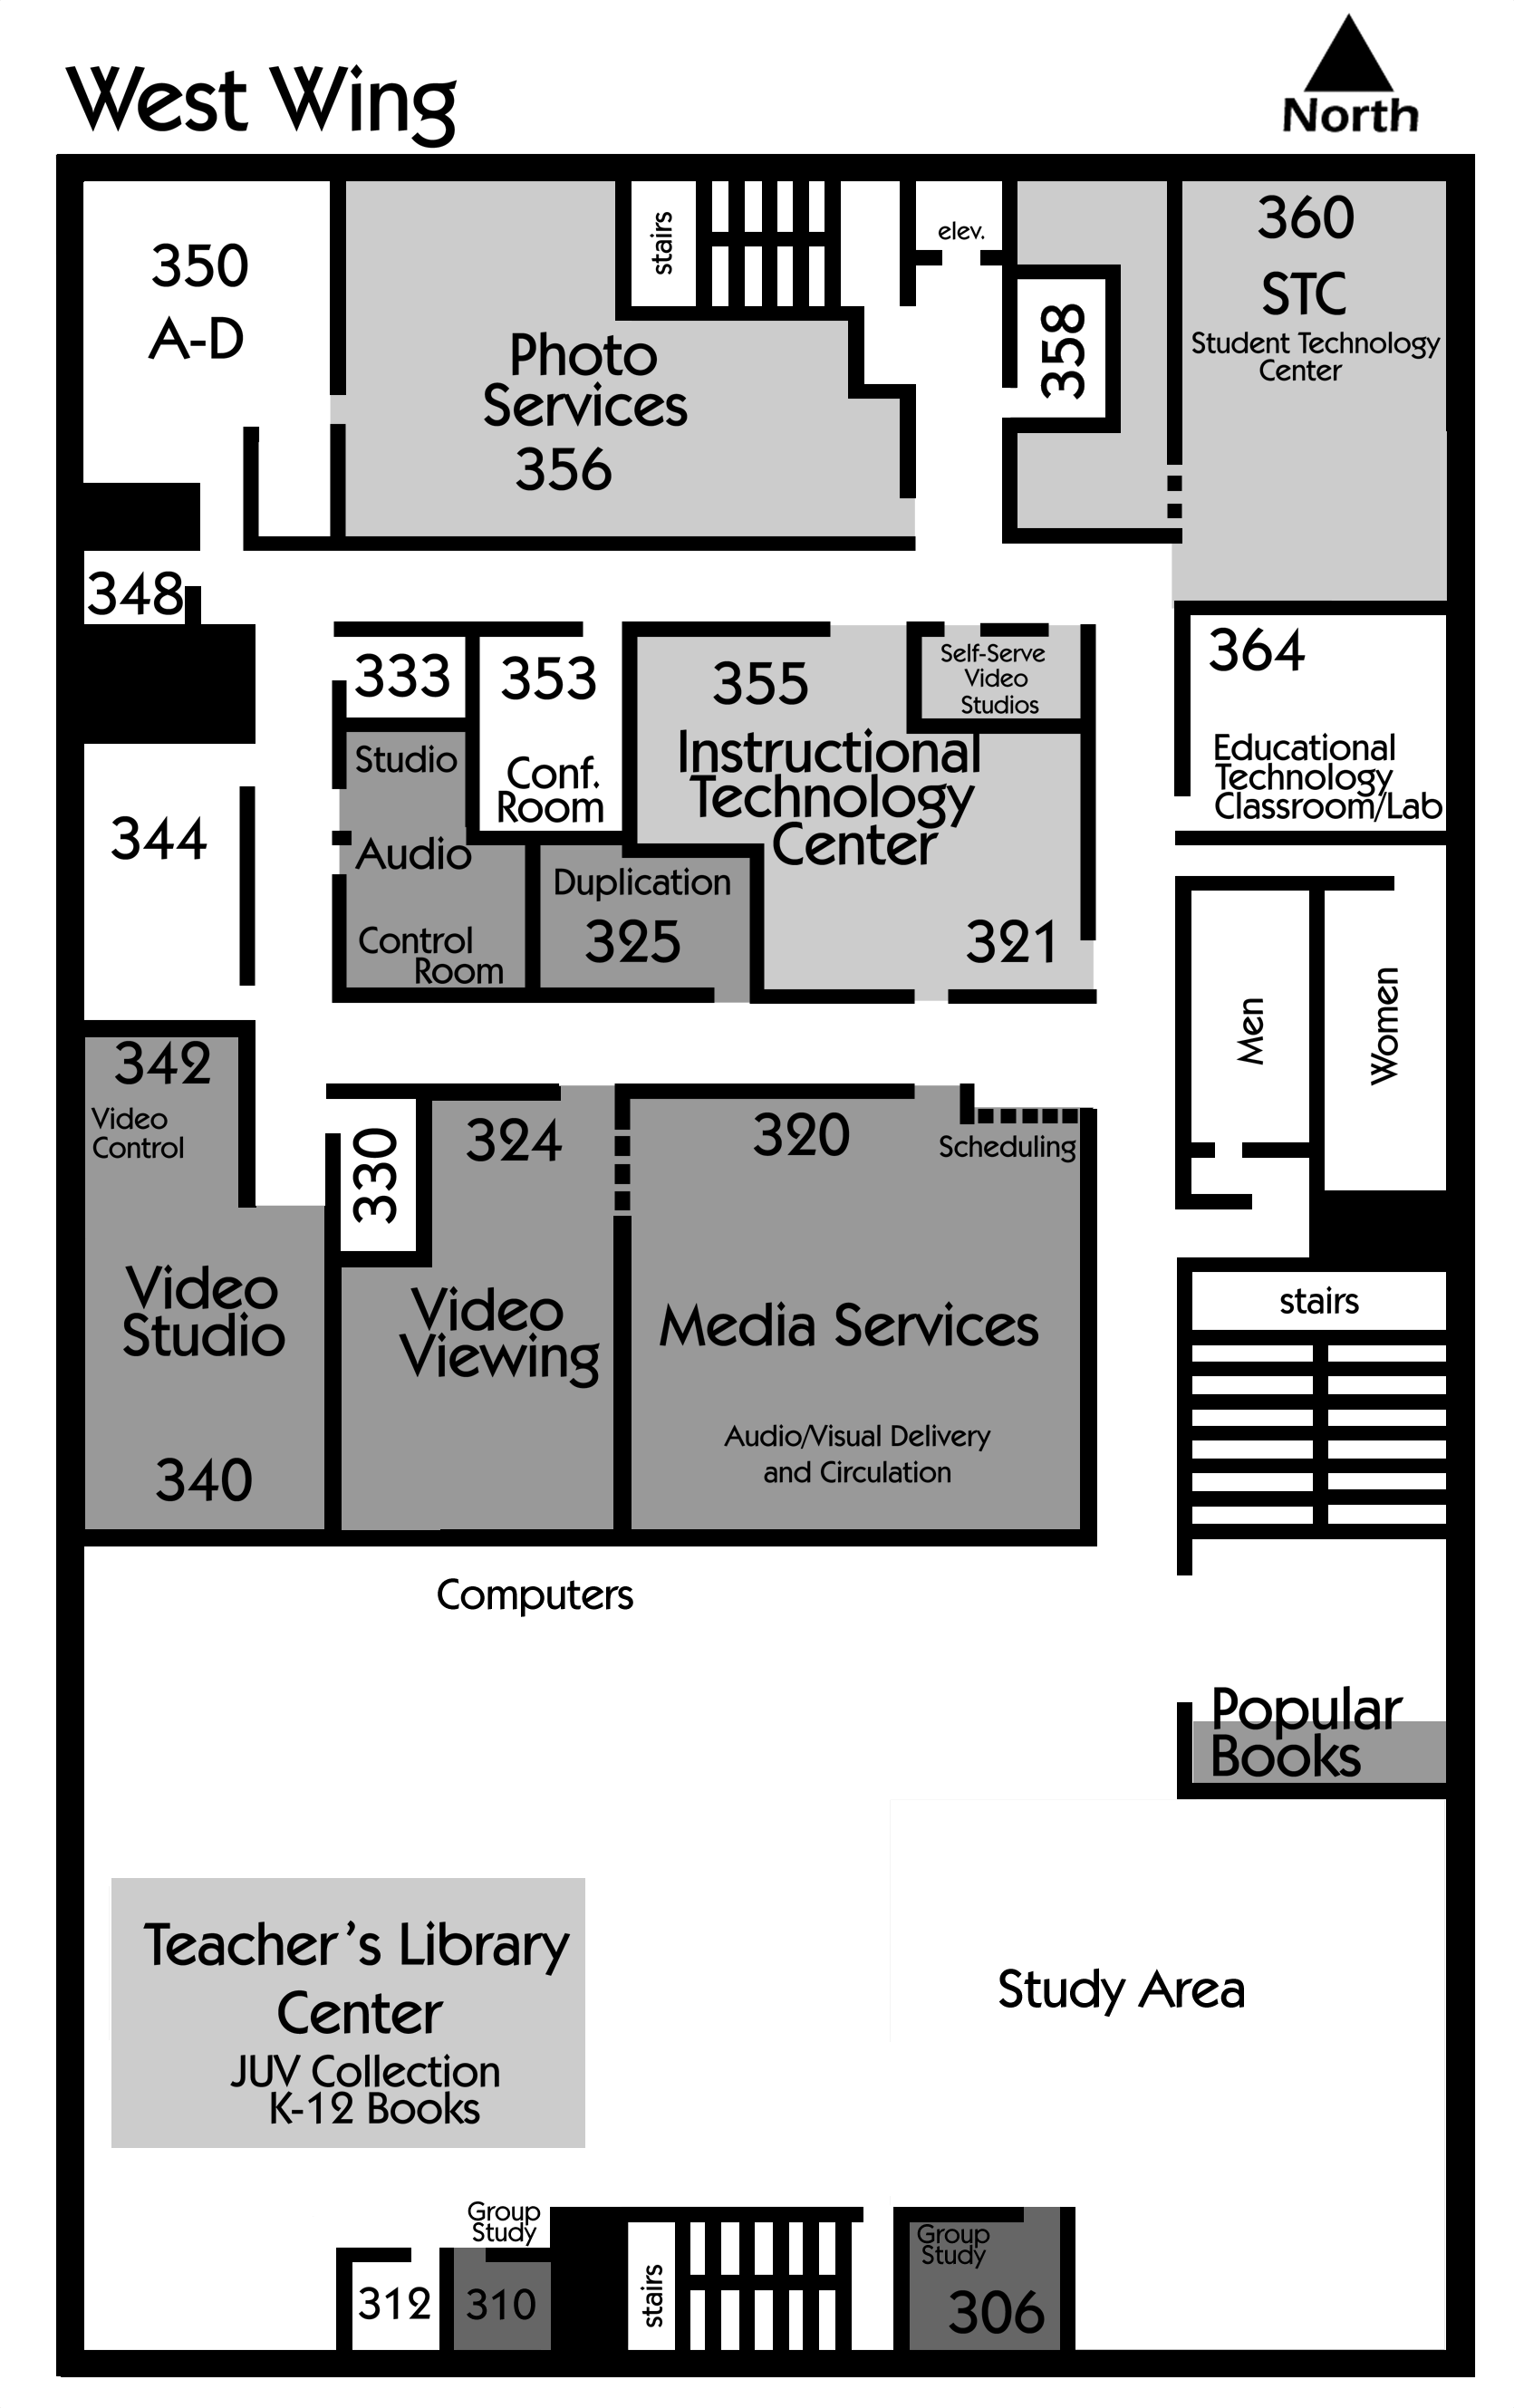 West Wing
North
350
A-D
Photo
Services
356
stairs
elev.
358
360
STC
Student Technology
Center
348
333
353
Conf.
Room
355
Instructional
Technology
Center
321
Self-Serve
Video
Studios
364
Educational
Technology
Classroom/Lab
344
Studio
Audio
Control
Room
Duplication
325
Men
Women
342
Video
Control
Video
Studio
340
330
324
Video
Viewing
320
Scheduling
Media Services
Audio/Visual Delivery
and Circulation
stairs
Computers
Popular
Books
Teacher's Library
Center
JUV Collection
K-12 Books
Study Area
312
Group
Study
310
stairs
Group
Study
306